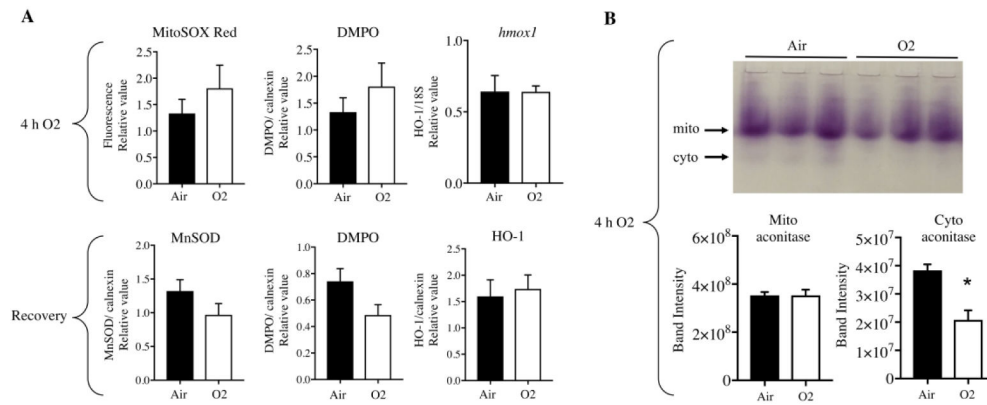 A
MitoSOX Red
Fluorescence
Relative value
2.5
2.0
1.5
1.0
0.5
0.0
Air
O2
DMPO
DMPO/ calnexin
Relative value
2.5
2.0
1.5
1.0
0.5
0.0
Air
O2
hmox1
HO-1/18S
Relative value
1.0
0.5
0.0
Air
O2
4 h O2
MnSOD
MnSOD/ calnexin
Relative value
2.0
1.5
1.0
0.5
0.0
Air
O2
DMPO
DMPO/ calnexin
Relative value
1.0
0.8
0.6
0.4
0.2
0.0
Air
O2
HO-1
HO-1/calnexin
Relative value
2.5
2.0
1.5
1.0
0.5
0.0
Air
O2
Recovery
B
Air
O2
mito
cyto
4 h O2
Mito
aconitase
Band Intensity
6×10⁸
4×10⁸
2×10⁸
0
Air
O2
Cyto
aconitase
Band Intensity
5×10⁷
4×10⁷
3×10⁷
2×10⁷
1×10⁷
0
*
Air
O2